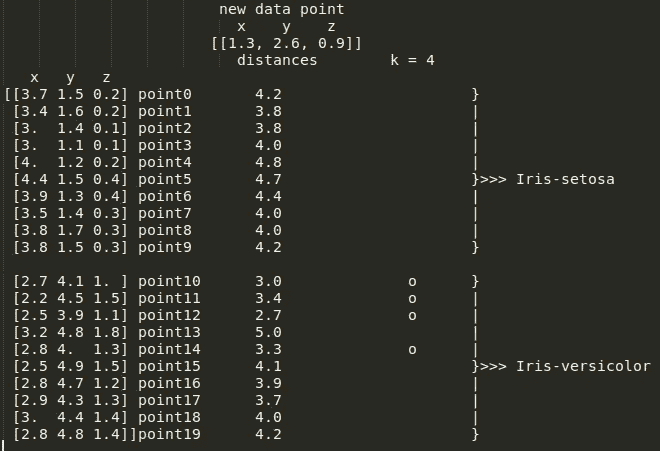 new data point
x y z
[[1.3, 2.6, 0.9]]
distances k = 4
x y z
[[3.7 1.5 0.2] point0 4.2 }
[3.4 1.6 0.2] point1 3.8 |
[3. 1.4 0.1] point2 3.8 |
[3. 1.1 0.1] point3 4.0 |
[4. 1.2 0.2] point4 4.8 |
[4.4 1.5 0.4] point5 4.7 }>>> Iris-setosa
[3.9 1.3 0.4] point6 4.4 |
[3.5 1.4 0.3] point7 4.0 |
[3.8 1.7 0.3] point8 4.0 |
[3.8 1.5 0.3] point9 4.2 }
[2.7 4.1 1. ] point10 3.0 o }
[2.2 4.5 1.5] point11 3.4 o |
[2.5 3.9 1.1] point12 2.7 o |
[3.2 4.8 1.8] point13 5.0 |
[2.8 4. 1.3] point14 3.3 o |
[2.5 4.9 1.5] point15 4.1 }>>> Iris-versicolor
[2.8 4.7 1.2] point16 3.9 |
[2.9 4.3 1.3] point17 3.7 |
[3. 4.4 1.4] point18 4.0 |
[2.8 4.8 1.4]]point19 4.2 }